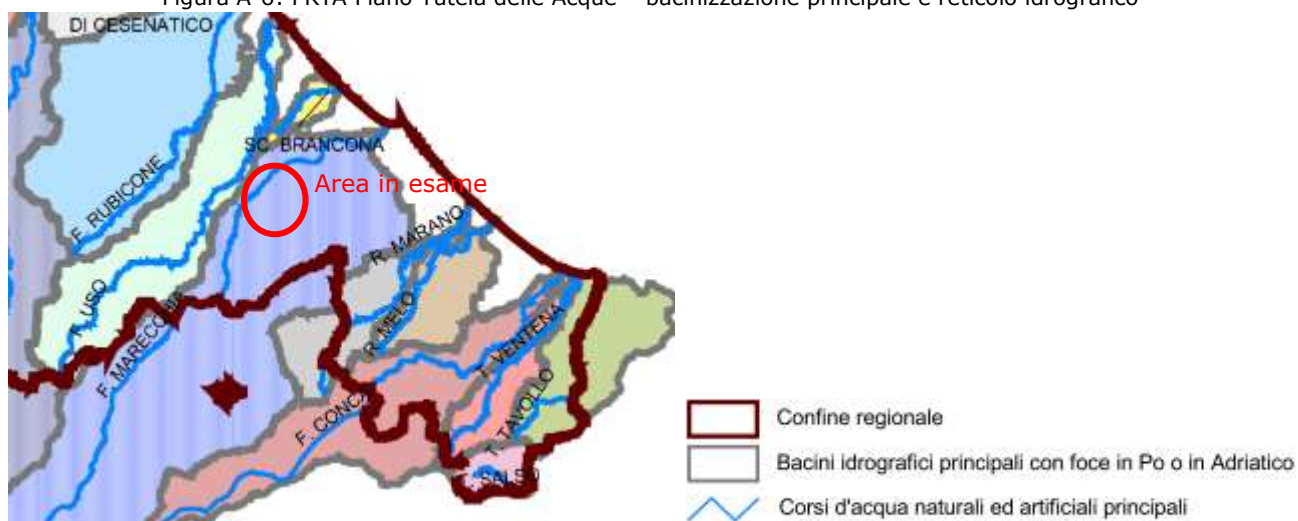 DI CESENATICO
SC. BRANCONA
F. RUBICONE
Area in esame
R. MARANO
F. USO
F. MARECCHIA
R. MELO
T. VENTENA
F. CONCA
T. TAVOLLO
Confine regionale
Bacini idrografici principali con foce in Po o in Adriatico
Corsi d'acqua naturali ed artificiali principali